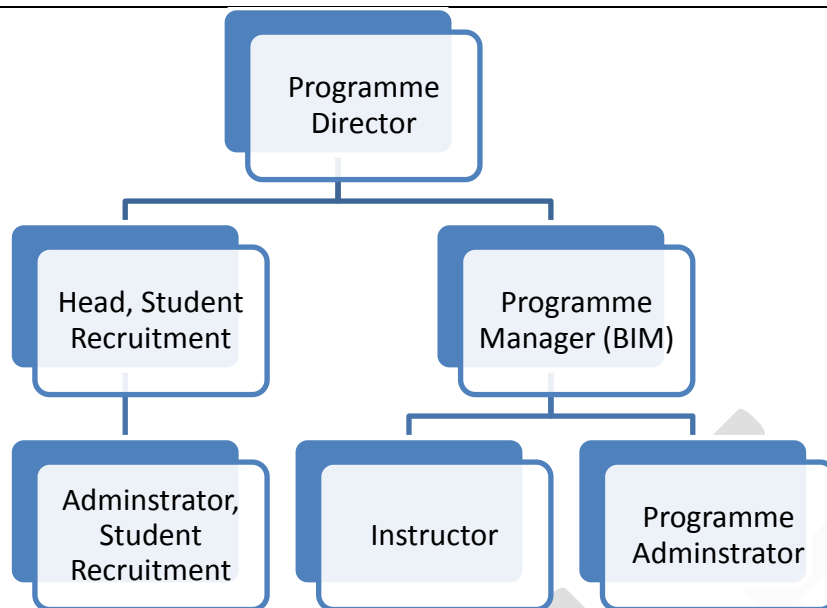 Programme
Director
Head, Student
Recruitment
Programme
Manager (BIM)
Adminstrator,
Student
Recruitment
Instructor
Programme
Adminstrator